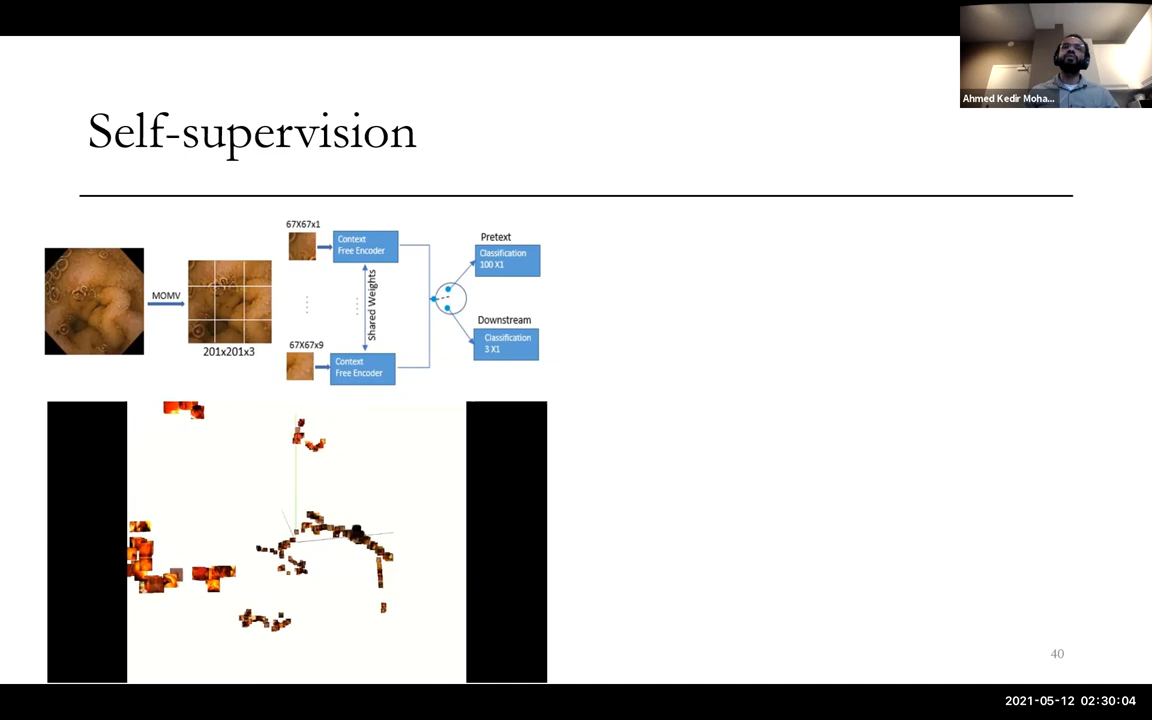 Ahmed Kedir Moha...
Self-supervision
67X67x1
Context
Free Encoder
Pretext
Classification
100 X1
MOMV
Shared Weights
Downstream
Classification
3 X1
201x201x3
67X67x9
Context
Free Encoder
40
2021-05-12 02:30:04